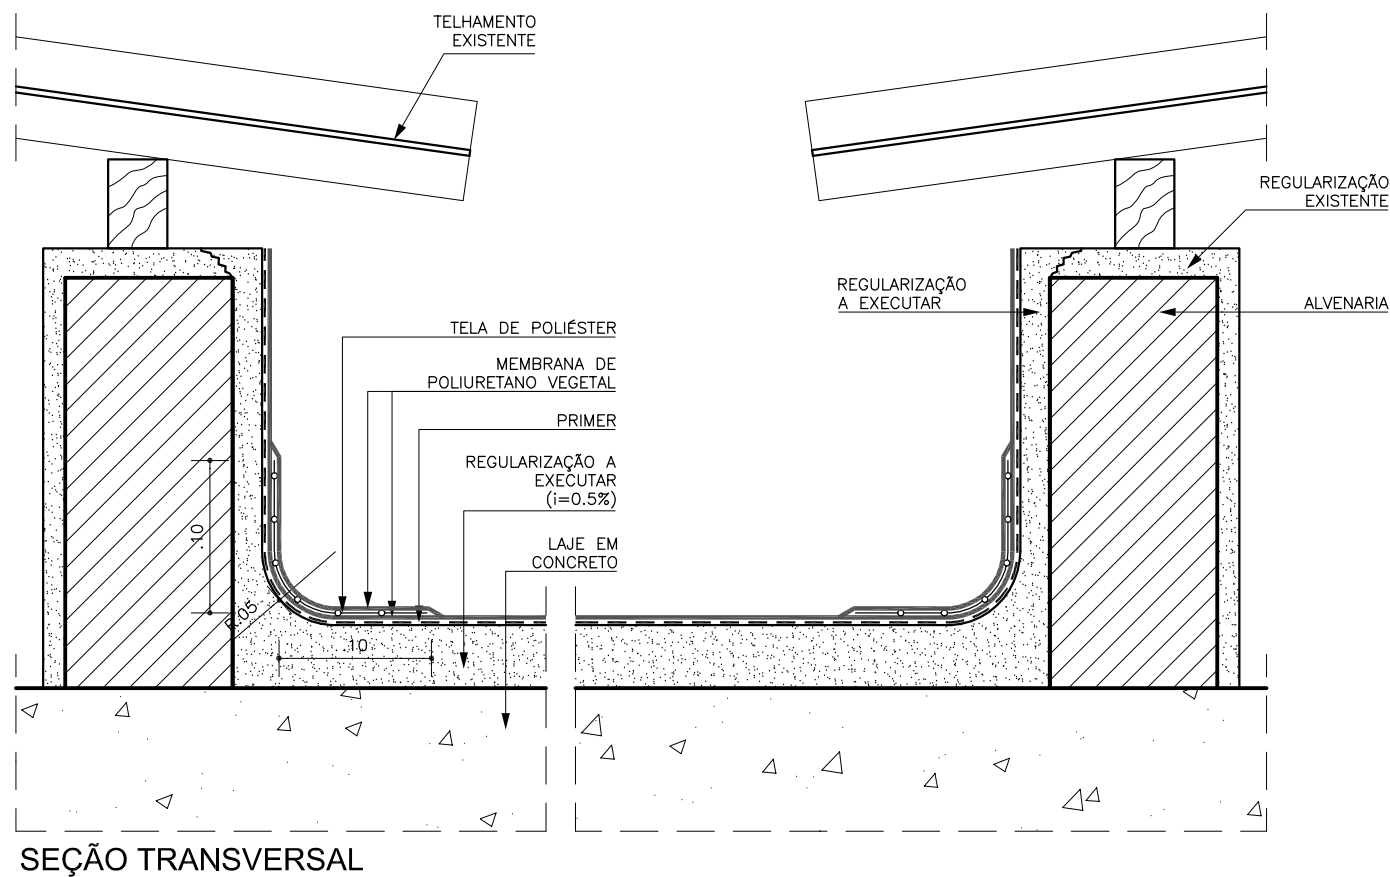 TELHAMENTO
EXISTENTE
REGULARIZAÇÃO
EXISTENTE
REGULARIZAÇÃO
A EXECUTAR
ALVENARIA
TELA DE POLIÉSTER
MEMBRANA DE
POLIURETANO VEGETAL
PRIMER
REGULARIZAÇÃO A
EXECUTAR
(i=0.5%)
LAJE EM
CONCRETO
.10
R.05
10
SEÇÃO TRANSVERSAL